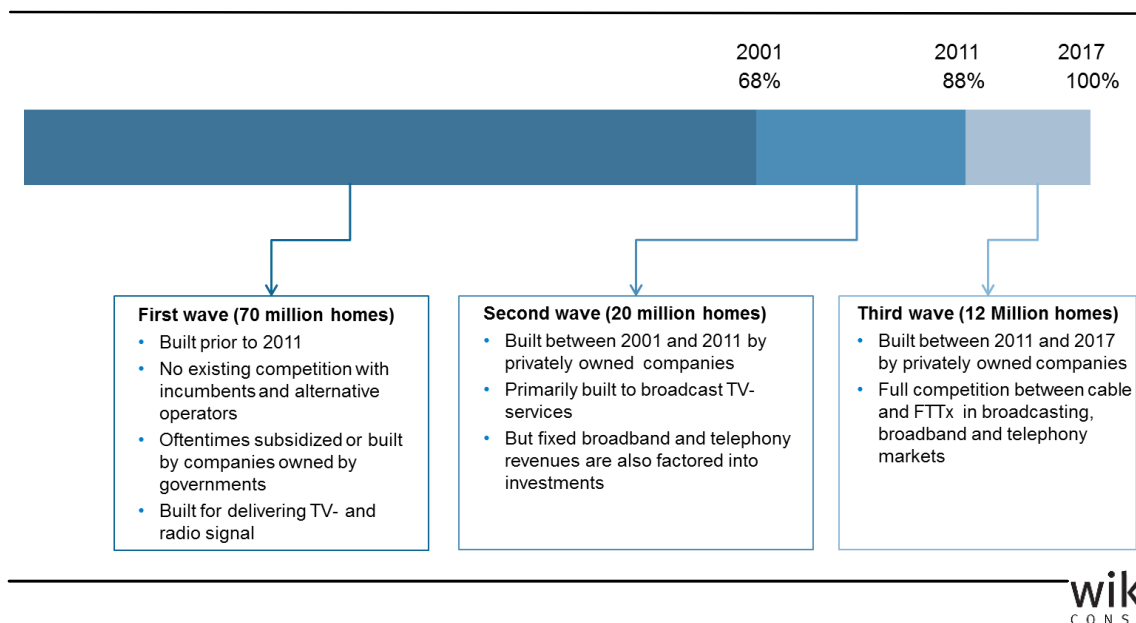 2001 2011 2017
68% 88% 100%
First wave (70 million homes)
• Built prior to 2011
• No existing competition with
incumbents and alternative
operators
• Oftentimes subsidized or built
by companies owned by
governments
• Built for delivering TV- and
radio signal
Second wave (20 million homes)
• Built between 2001 and 2011 by
privately owned companies
• Primarily built to broadcast TV-
services
• But fixed broadband and telephony
revenues are also factored into
investments
Third wave (12 Million homes)
• Built between 2011 and 2017
by privately owned companies
• Full competition between cable
and FTTx in broadcasting,
broadband and telephony
markets
wik
CONS